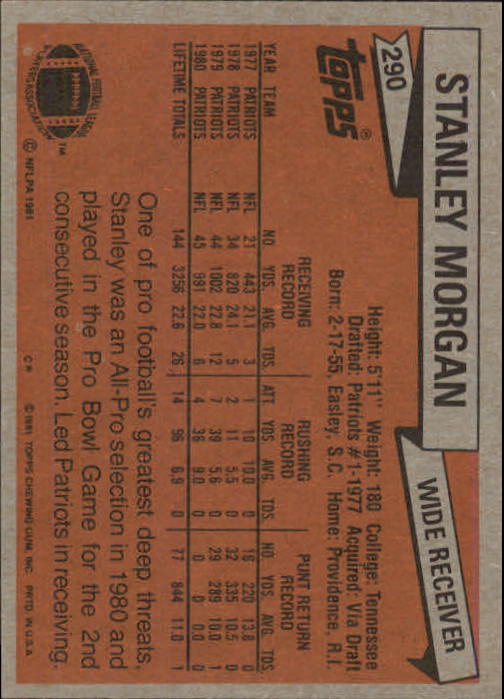 290
STANLEY MORGAN
WIDE RECEIVER
TOPPS®
Height: 5'11" Weight: 180 College: Tennessee
Drafted: Patriots #1-1977 Acquired: Via Draft
Born: 2-17-55, Easley, S.C. Home: Providence, R.I.
RECEIVING RECORD RUSHING RECORD PUNT RETURN RECORD
YEAR TEAM NO. YDS. AVG. TDS. ATT. YDS. AVG. TDS. NO. YDS. AVG. TDS.
1977 PATRIOTS NFL 21 443 21.1 3 1 10 10.0 0 16 220 13.8 0
1978 PATRIOTS NFL 34 820 24.1 5 2 11 5.5 0 32 335 10.5 0
1979 PATRIOTS NFL 44 1002 22.8 12 7 39 5.6 0 29 289 10.0 1
1980 PATRIOTS NFL 45 991 22.0 6 4 36 9.0 0 0 0 0.0 0
LIFETIME TOTALS 144 3256 22.6 26 14 96 6.9 0 77 844 11.0 1
One of pro football's greatest deep threats,
Stanley was an All-Pro selection in 1980 and
played in the Pro Bowl Game for the 2nd
consecutive season. Led Patriots in receiving.
NATIONAL FOOTBALL LEAGUE
PLAYERS ASSOCIATION
TM
© NFLPA 1981
C P © 1981 TOPPS CHEWING GUM, INC. PRTD. IN U.S.A.